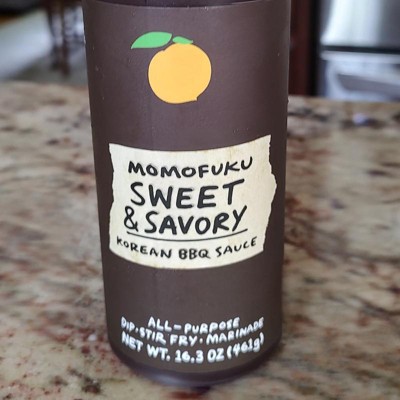 MOMOFUKU
SWEET
& SAVORY
KOREAN BBQ SAUCE
ALL-PURPOSE
DIP • STIR FRY • MARINADE
NET WT. 16.3 OZ (461g)